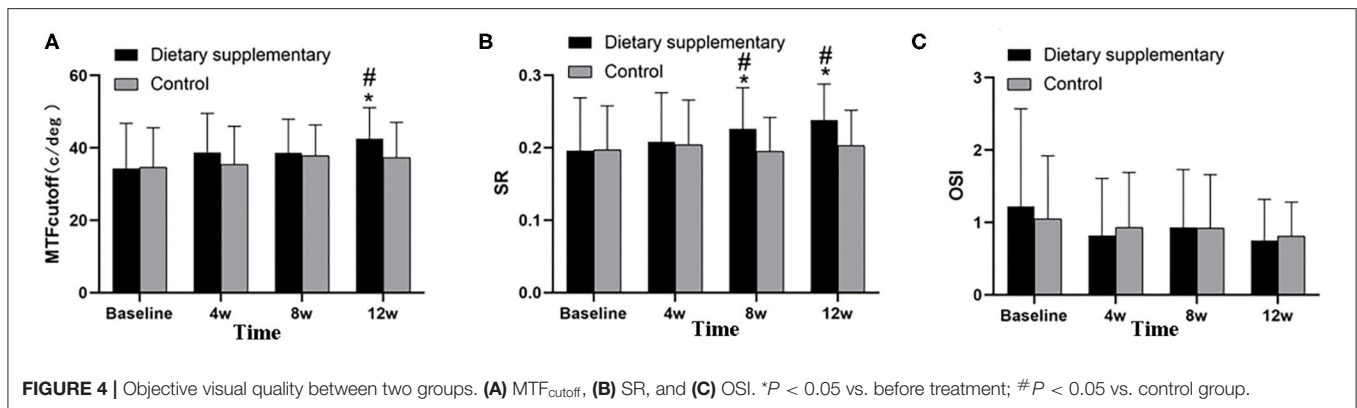 A
Dietary supplementary
Control
#
*
MTFcutoff(c/deg)
60
40
20
0
Baseline 4w 8w 12w
Time
B
Dietary supplementary
Control
# #
* *
SR
0.3
0.2
0.1
0.0
Baseline 4w 8w 12w
Time
C
Dietary supplementary
Control
OSI
3
2
1
0
Baseline 4w 8w 12w
Time
FIGURE 4 | Objective visual quality between two groups. (A) MTFcutoff, (B) SR, and (C) OSI. *P < 0.05 vs. before treatment; #P < 0.05 vs. control group.